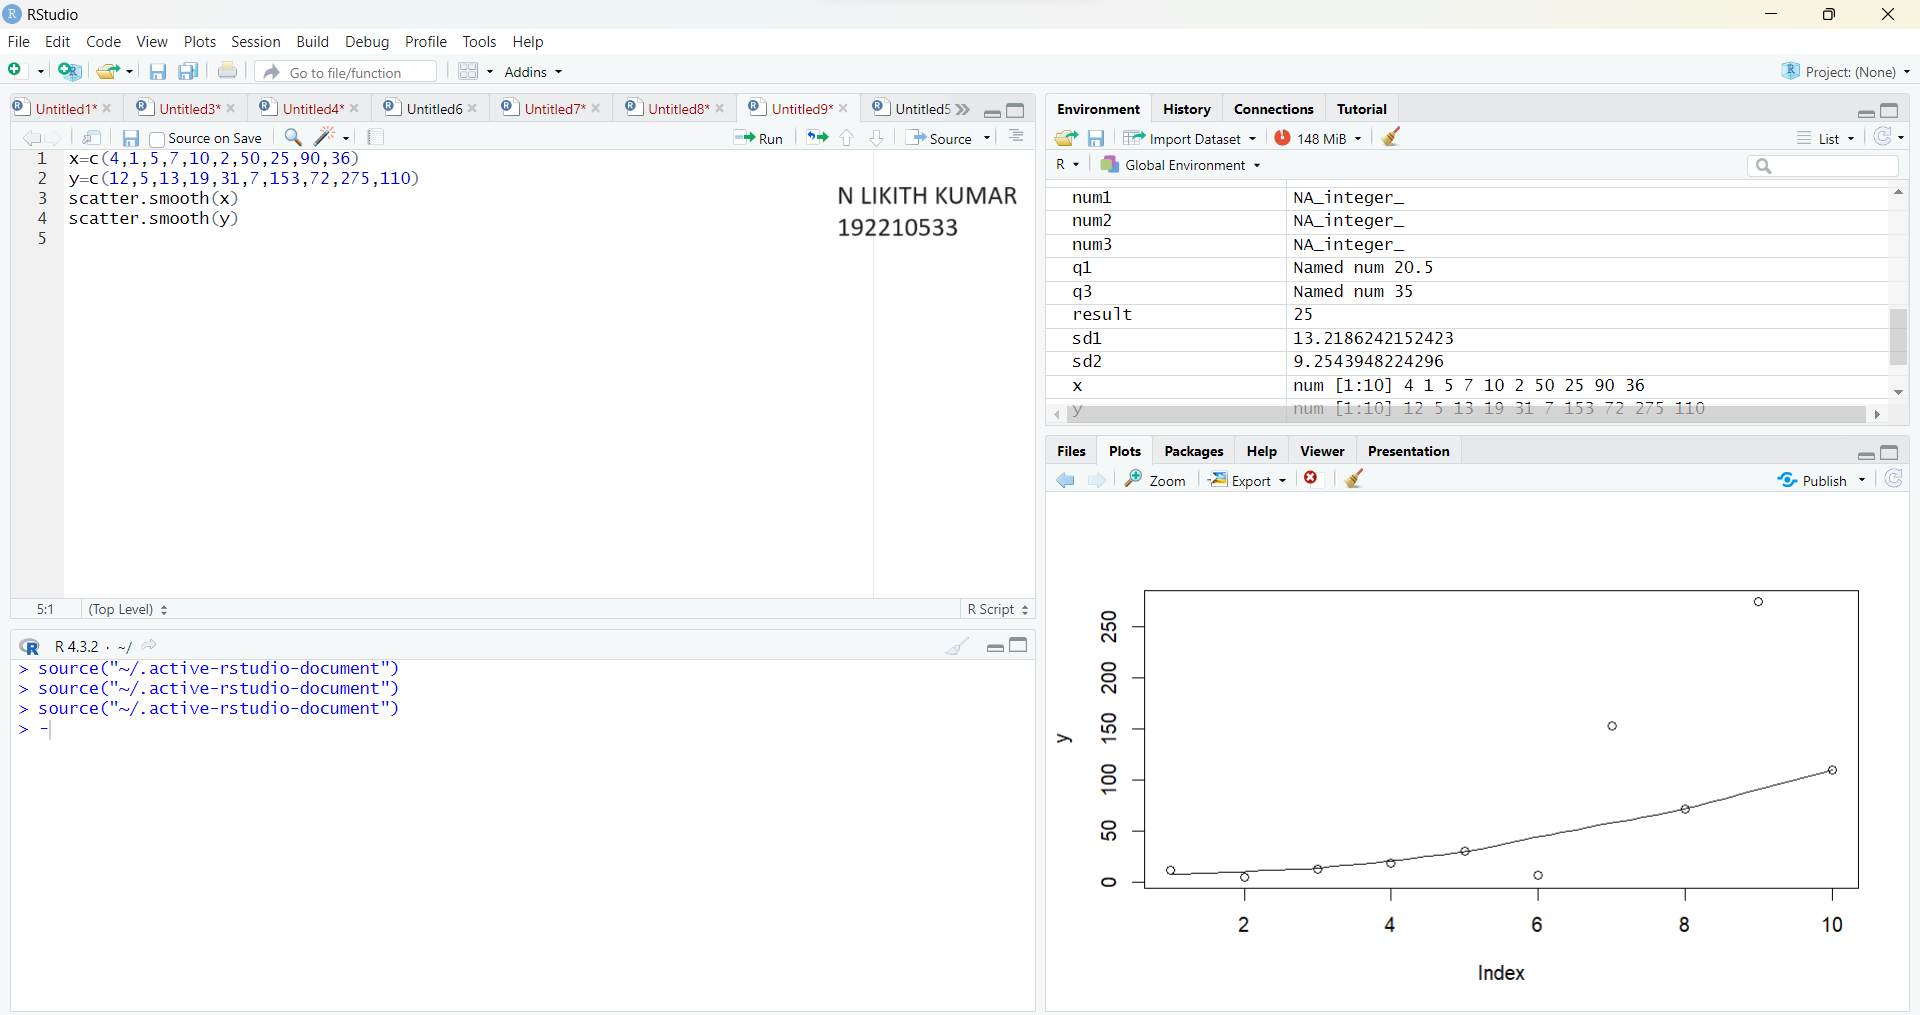 RStudio
File Edit Code View Plots Session Build Debug Profile Tools Help
Go to file/function Addins Project: (None)
Untitled1* Untitled3* Untitled4* Untitled6 Untitled7* Untitled8* Untitled9* Untitled5
Source on Save Run Source
1 x=c(4,1,5,7,10,2,50,25,90,36)
2 y=c(12,5,13,19,31,7,153,72,275,110)
3 scatter.smooth(x)
4 scatter.smooth(y)
5
N LIKITH KUMAR
192210533
5:1 (Top Level) R Script
R 4.3.2 · ~/
> source("~/.active-rstudio-document")
> source("~/.active-rstudio-document")
> source("~/.active-rstudio-document")
> -
Environment History Connections Tutorial
Import Dataset 148 MiB List
R Global Environment
num1 NA_integer_
num2 NA_integer_
num3 NA_integer_
q1 Named num 20.5
q3 Named num 35
result 25
sd1 13.2186242152423
sd2 9.2543948224296
x num [1:10] 4 1 5 7 10 2 50 25 90 36
y num [1:10] 12 5 13 19 31 7 153 72 275 110
Files Plots Packages Help Viewer Presentation
Zoom Export Publish
250
200
150
100
50
0
y
2 4 6 8 10
Index